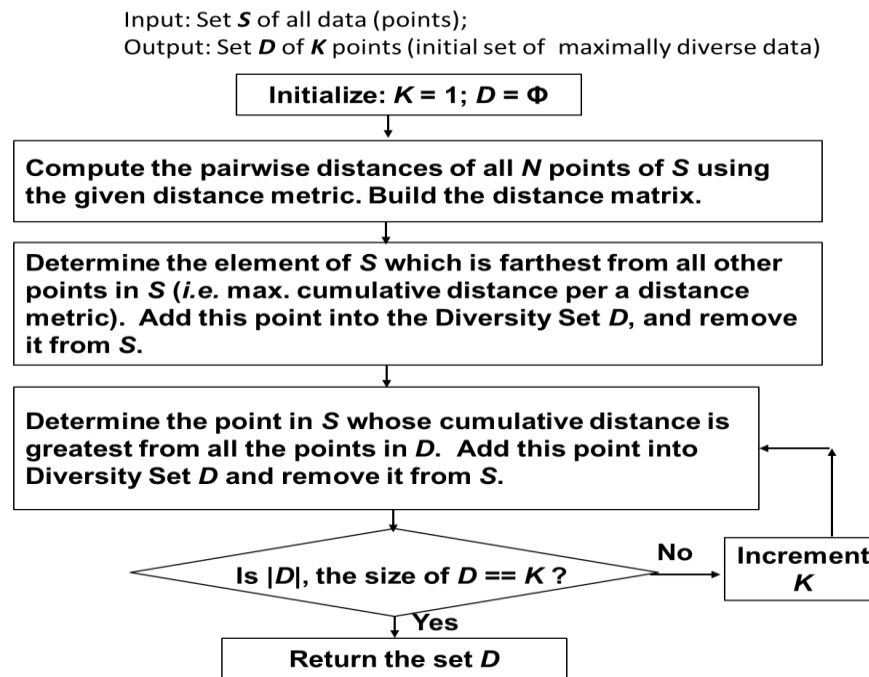 Input: Set S of all data (points);
Output: Set D of K points (initial set of maximally diverse data)
Initialize: K = 1; D = Φ
Compute the pairwise distances of all N points of S using
the given distance metric. Build the distance matrix.
Determine the element of S which is farthest from all other
points in S (i.e. max. cumulative distance per a distance
metric). Add this point into the Diversity Set D, and remove
it from S.
Determine the point in S whose cumulative distance is
greatest from all the points in D. Add this point into
Diversity Set D and remove it from S.
Is |D|, the size of D == K ?
No
Increment
K
Yes
Return the set D